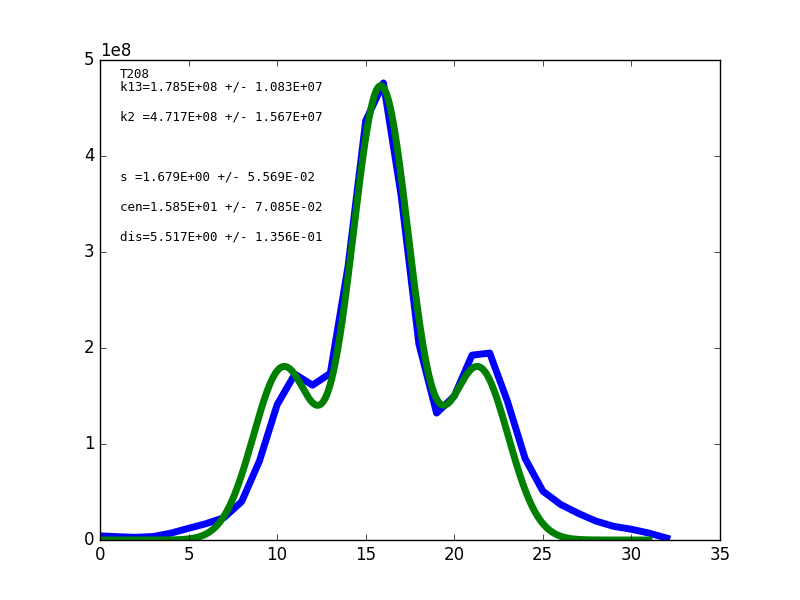 1e8
T208
k13=1.785E+08 +/- 1.083E+07
k2 =4.717E+08 +/- 1.567E+07
s =1.679E+00 +/- 5.569E-02
cen=1.585E+01 +/- 7.085E-02
dis=5.517E+00 +/- 1.356E-01
5
4
3
2
1
0
0 5 10 15 20 25 30 35